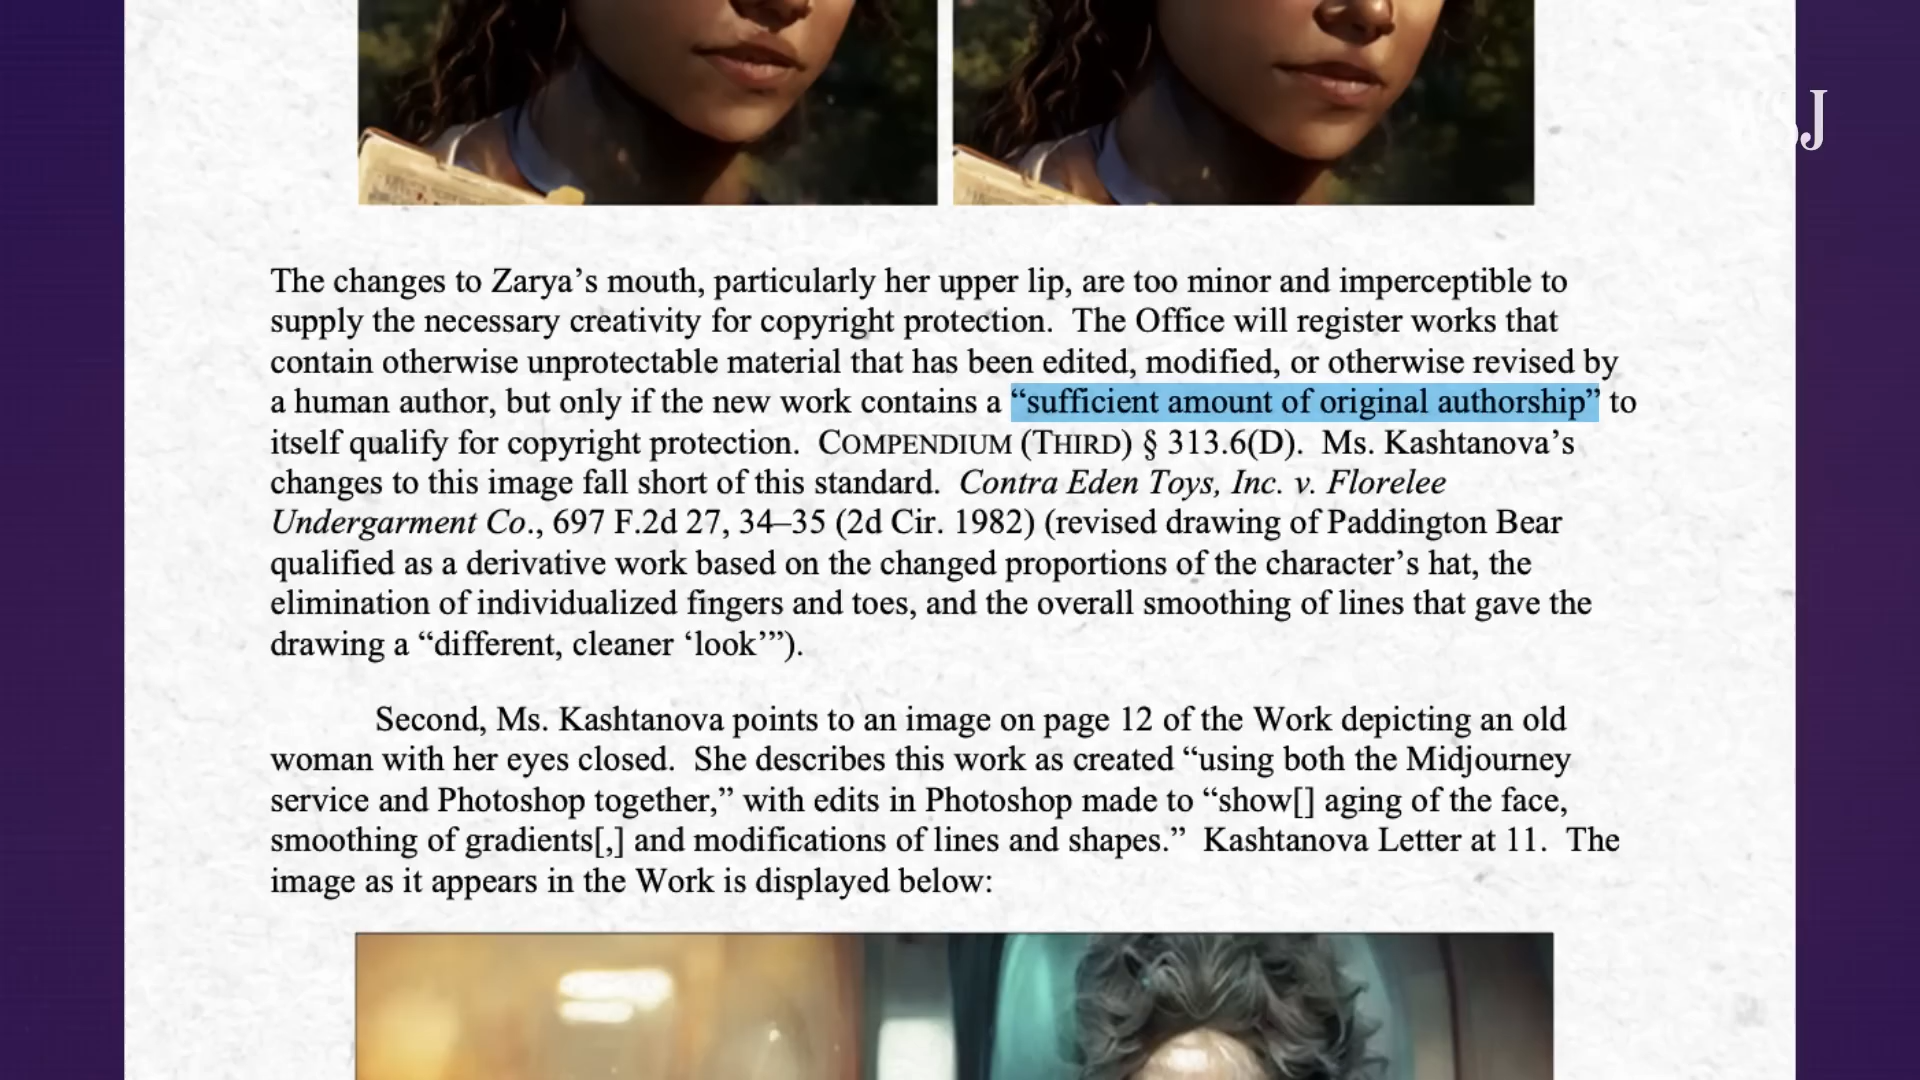 SJ
The changes to Zarya’s mouth, particularly her upper lip, are too minor and imperceptible to
supply the necessary creativity for copyright protection.  The Office will register works that
contain otherwise unprotectable material that has been edited, modified, or otherwise revised by
a human author, but only if the new work contains a “sufficient amount of original authorship” to
itself qualify for copyright protection.  COMPENDIUM (THIRD) § 313.6(D).  Ms. Kashtanova’s
changes to this image fall short of this standard.  Contra Eden Toys, Inc. v. Florelee
Undergarment Co., 697 F.2d 27, 34–35 (2d Cir. 1982) (revised drawing of Paddington Bear
qualified as a derivative work based on the changed proportions of the character’s hat, the
elimination of individualized fingers and toes, and the overall smoothing of lines that gave the
drawing a “different, cleaner ‘look’”).
Second, Ms. Kashtanova points to an image on page 12 of the Work depicting an old
woman with her eyes closed.  She describes this work as created “using both the Midjourney
service and Photoshop together,” with edits in Photoshop made to “show[] aging of the face,
smoothing of gradients[,] and modifications of lines and shapes.”  Kashtanova Letter at 11.  The
image as it appears in the Work is displayed below: